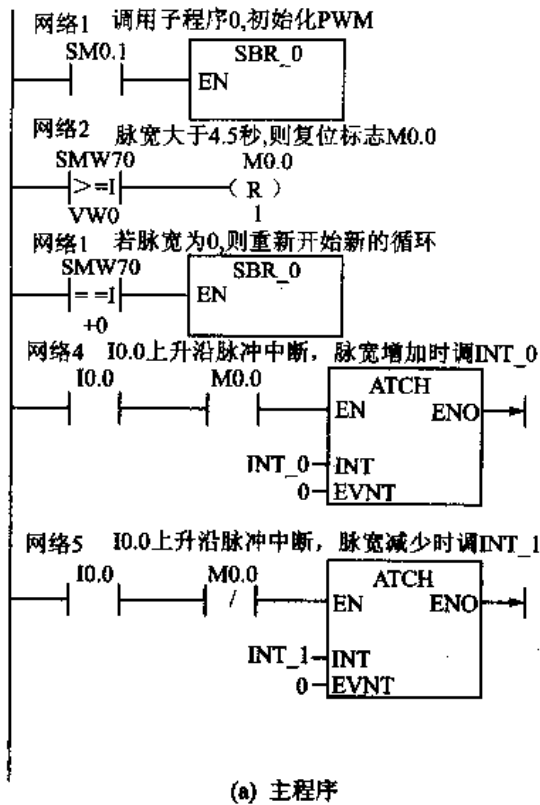 网络1 调用子程序0,初始化PWM
SM0.1
SBR_0
EN
网络2 脉宽大于4.5秒,则复位标志M0.0
SMW70 M0.0
>=I ( R )
VW0 1
网络1 若脉宽为0,则重新开始新的循环
SMW70
SBR_0
==I EN
+0
网络4 I0.0上升沿脉冲中断，脉宽增加时调INT_0
I0.0 M0.0
ATCH
EN ENO
INT_0 INT
0 EVNT
网络5 I0.0上升沿脉冲中断，脉宽减少时调INT_1
I0.0 M0.0
ATCH
/ EN ENO
INT_1 INT
0 EVNT
(a) 主程序